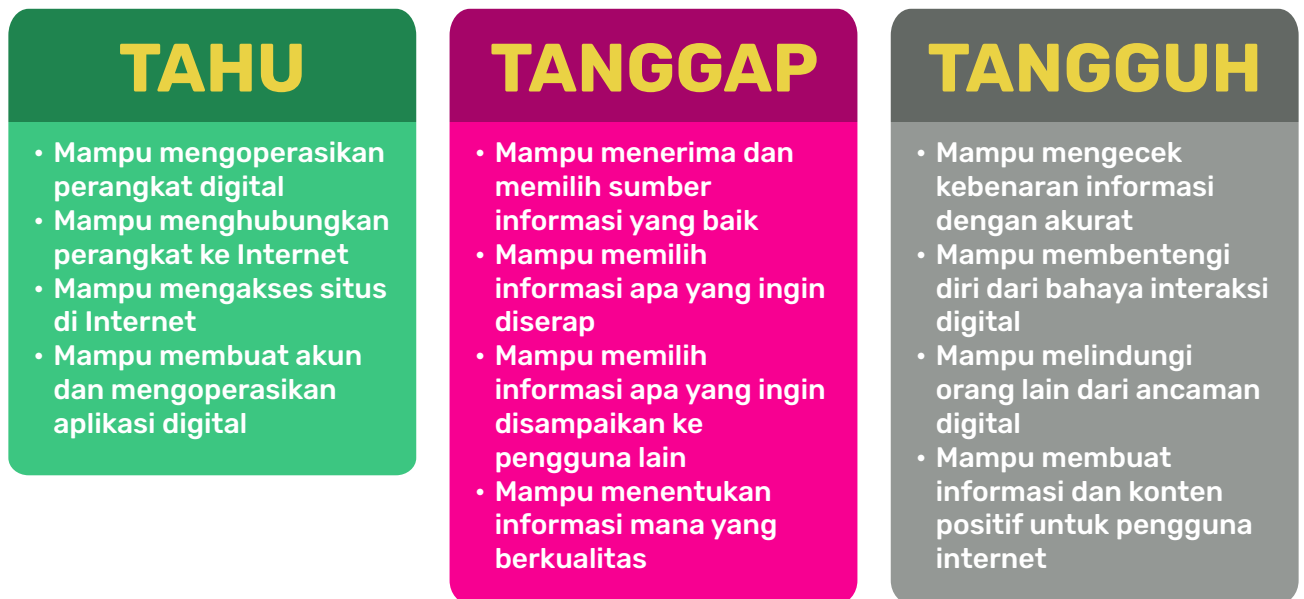 TAHU
• Mampu mengoperasikan
perangkat digital
• Mampu menghubungkan
perangkat ke Internet
• Mampu mengakses situs
di Internet
• Mampu membuat akun
dan mengoperasikan
aplikasi digital
TANGGAP
• Mampu menerima dan
memilih sumber
informasi yang baik
• Mampu memilih
informasi apa yang ingin
diserap
• Mampu memilih
informasi apa yang ingin
disampaikan ke
pengguna lain
• Mampu menentukan
informasi mana yang
berkualitas
TANGGUH
• Mampu mengecek
kebenaran informasi
dengan akurat
• Mampu membentengi
diri dari bahaya interaksi
digital
• Mampu melindungi
orang lain dari ancaman
digital
• Mampu membuat
informasi dan konten
positif untuk pengguna
internet